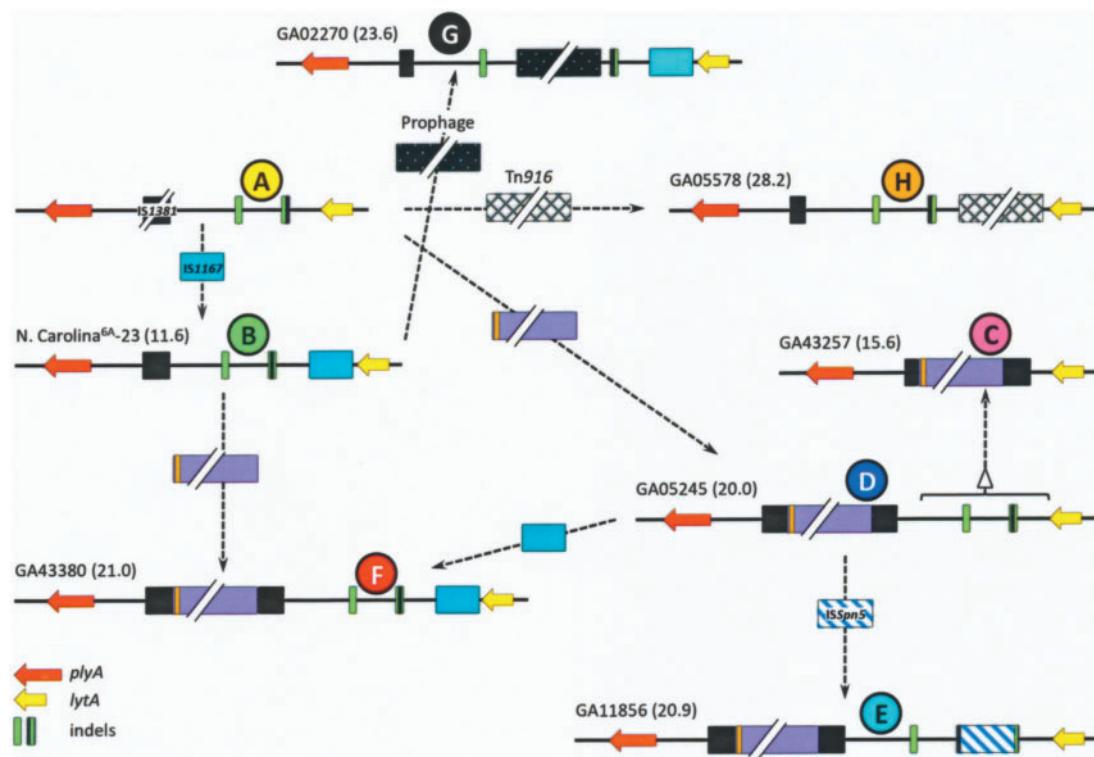 GA02270 (23.6)
G
Prophage
A
IS1381
Tn916
GA05578 (28.2)
H
IS1167
N. Carolina⁶ᴬ-23 (11.6)
B
GA43257 (15.6)
C
GA05245 (20.0)
D
GA43380 (21.0)
F
ISSpn5
plyA
lytA
indels
GA11856 (20.9)
E